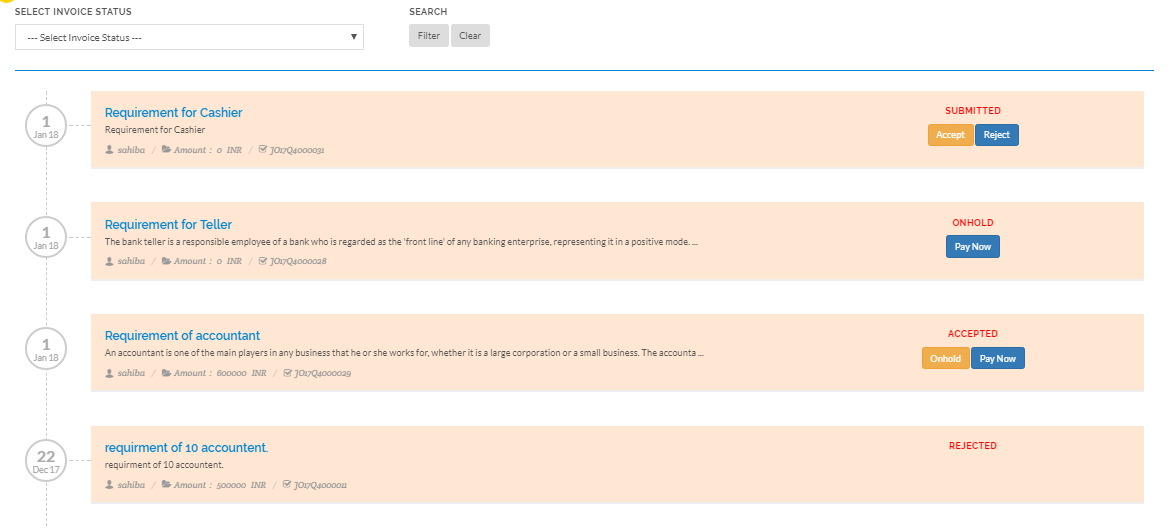 SELECT INVOICE STATUS
SEARCH
--- Select Invoice Status ---
Filter
Clear
1
Jan 18
Requirement for Cashier
Requirement for Cashier
sahiba / Amount : 0 INR / JO17Q4000031
SUBMITTED
Accept
Reject
1
Jan 18
Requirement for Teller
The bank teller is a responsible employee of a bank who is regarded as the 'front line' of any banking enterprise, representing it in a positive mode. ...
sahiba / Amount : 0 INR / JO17Q4000028
ONHOLD
Pay Now
1
Jan 18
Requirement of accountant
An accountant is one of the main players in any business that he or she works for, whether it is a large corporation or a small business. The accounta ...
sahiba / Amount : 600000 INR / JO17Q4000029
ACCEPTED
Onhold
Pay Now
22
Dec 17
requirment of 10 accountent.
requirment of 10 accountent.
sahiba / Amount : 500000 INR / JO17Q4000011
REJECTED